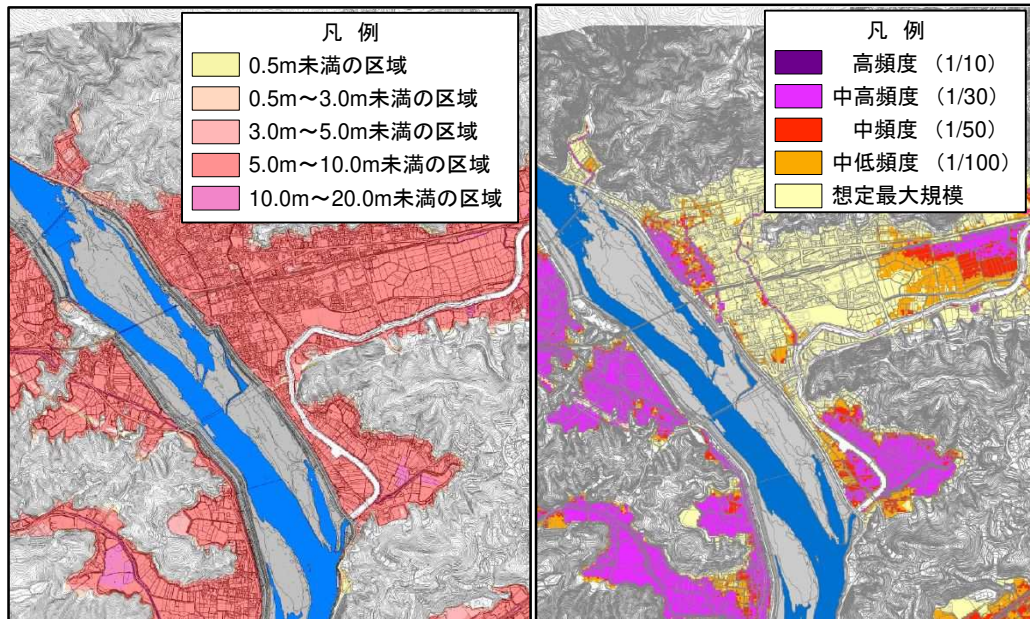 凡 例
0.5m未満の区域
0.5m～3.0m未満の区域
3.0m～5.0m未満の区域
5.0m～10.0m未満の区域
10.0m～20.0m未満の区域
凡 例
高頻度 （1/10）
中高頻度 （1/30）
中頻度 （1/50）
中低頻度 （1/100）
想定最大規模